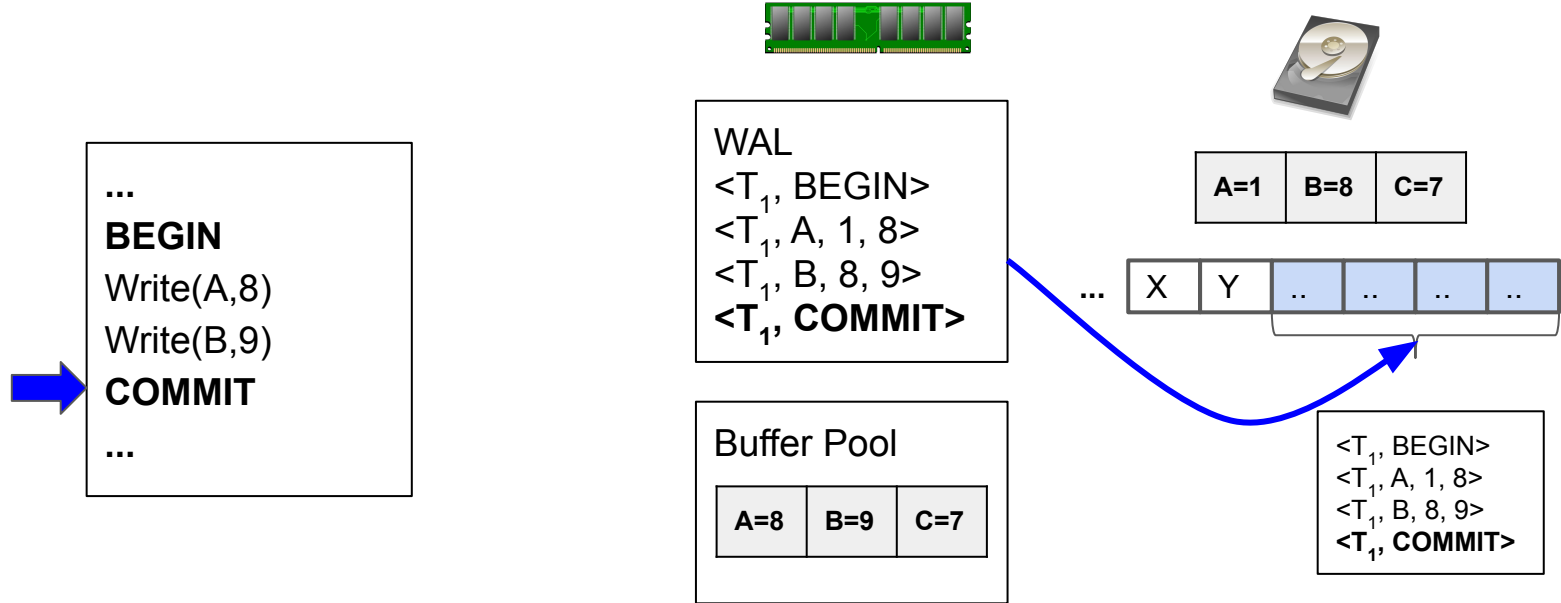 ...
BEGIN
Write(A,8)
Write(B,9)
COMMIT
...
WAL
<T₁, BEGIN>
<T₁, A, 1, 8>
<T₁, B, 8, 9>
<T₁, COMMIT>
Buffer Pool
A=8 B=9 C=7
A=1 B=8 C=7
... X Y .. .. .. ..
<T₁, BEGIN>
<T₁, A, 1, 8>
<T₁, B, 8, 9>
<T₁, COMMIT>